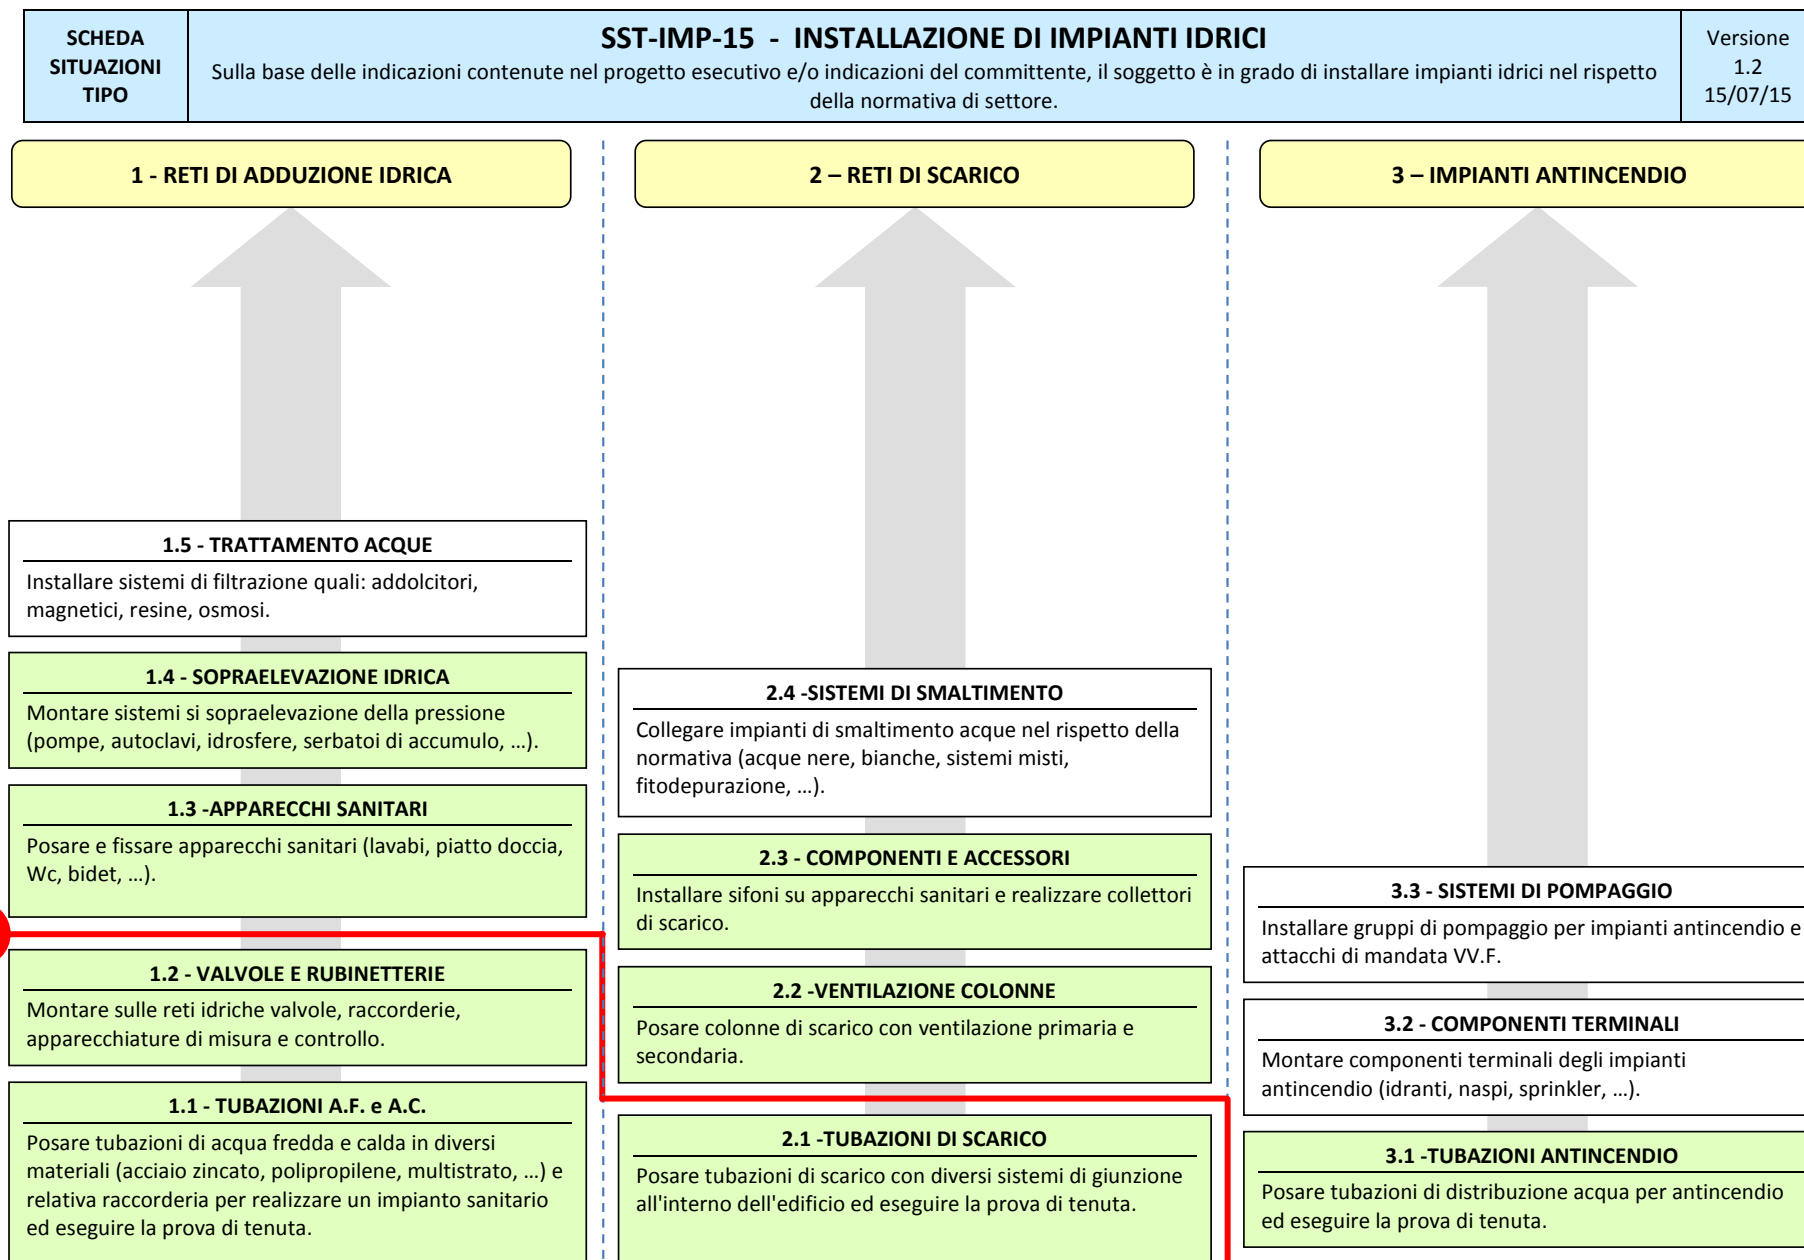 SCHEDA
SITUAZIONI
TIPO
SST-IMP-15 - INSTALLAZIONE DI IMPIANTI IDRICI
Sulla base delle indicazioni contenute nel progetto esecutivo e/o indicazioni del committente, il soggetto è in grado di installare impianti idrici nel rispetto
della normativa di settore.
Versione
1.2
15/07/15
1 - RETI DI ADDUZIONE IDRICA
1.5 - TRATTAMENTO ACQUE
Installare sistemi di filtrazione quali: addolcitori,
magnetici, resine, osmosi.
1.4 - SOPRAELEVAZIONE IDRICA
Montare sistemi si sopraelevazione della pressione
(pompe, autoclavi, idrosfere, serbatoi di accumulo, …).
1.3 -APPARECCHI SANITARI
Posare e fissare apparecchi sanitari (lavabi, piatto doccia,
Wc, bidet, …).
1.2 - VALVOLE E RUBINETTERIE
Montare sulle reti idriche valvole, raccorderie,
apparecchiature di misura e controllo.
1.1 - TUBAZIONI A.F. e A.C.
Posare tubazioni di acqua fredda e calda in diversi
materiali (acciaio zincato, polipropilene, multistrato, …) e
relativa raccorderia per realizzare un impianto sanitario
ed eseguire la prova di tenuta.
2 – RETI DI SCARICO
2.4 -SISTEMI DI SMALTIMENTO
Collegare impianti di smaltimento acque nel rispetto della
normativa (acque nere, bianche, sistemi misti,
fitodepurazione, …).
2.3 - COMPONENTI E ACCESSORI
Installare sifoni su apparecchi sanitari e realizzare collettori
di scarico.
2.2 -VENTILAZIONE COLONNE
Posare colonne di scarico con ventilazione primaria e
secondaria.
2.1 -TUBAZIONI DI SCARICO
Posare tubazioni di scarico con diversi sistemi di giunzione
all'interno dell'edificio ed eseguire la prova di tenuta.
3 – IMPIANTI ANTINCENDIO
3.3 - SISTEMI DI POMPAGGIO
Installare gruppi di pompaggio per impianti antincendio e
attacchi di mandata VV.F.
3.2 - COMPONENTI TERMINALI
Montare componenti terminali degli impianti
antincendio (idranti, naspi, sprinkler, …).
3.1 -TUBAZIONI ANTINCENDIO
Posare tubazioni di distribuzione acqua per antincendio
ed eseguire la prova di tenuta.